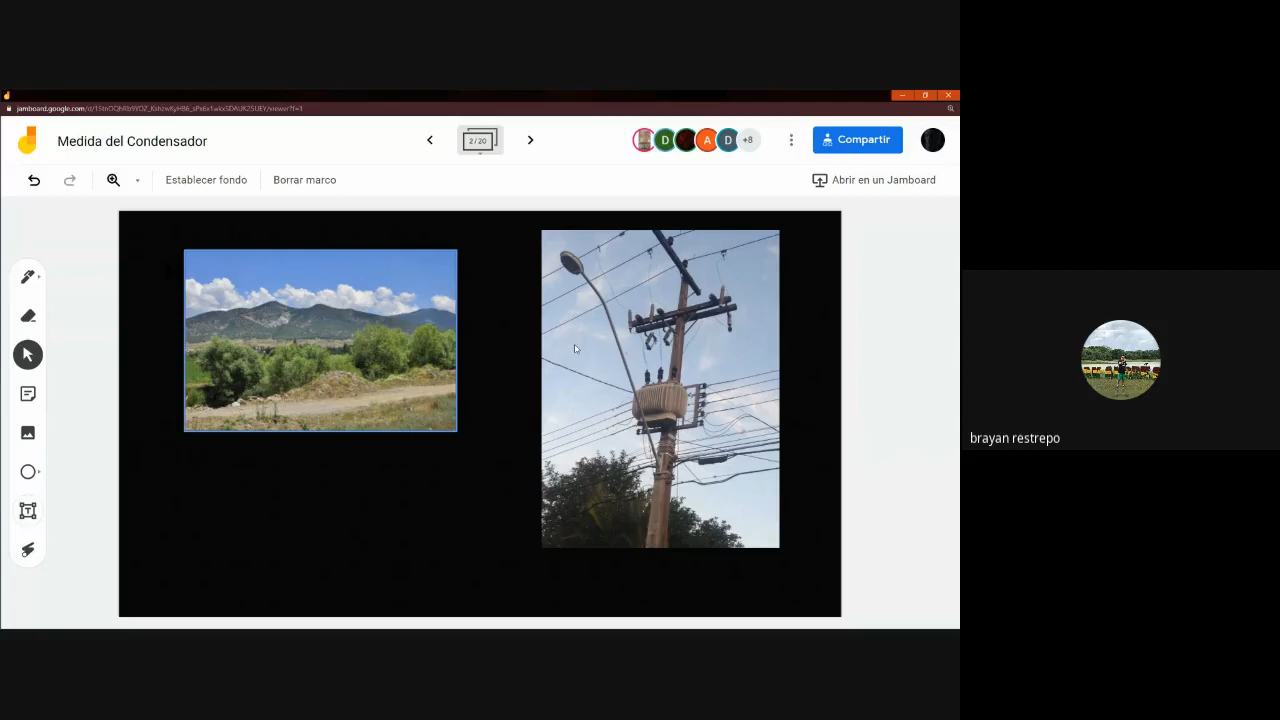 Medida del Condensador
2/20
D
A
D
+8
Compartir
Establecer fondo
Borrar marco
Abrir en un Jamboard
brayan restrepo